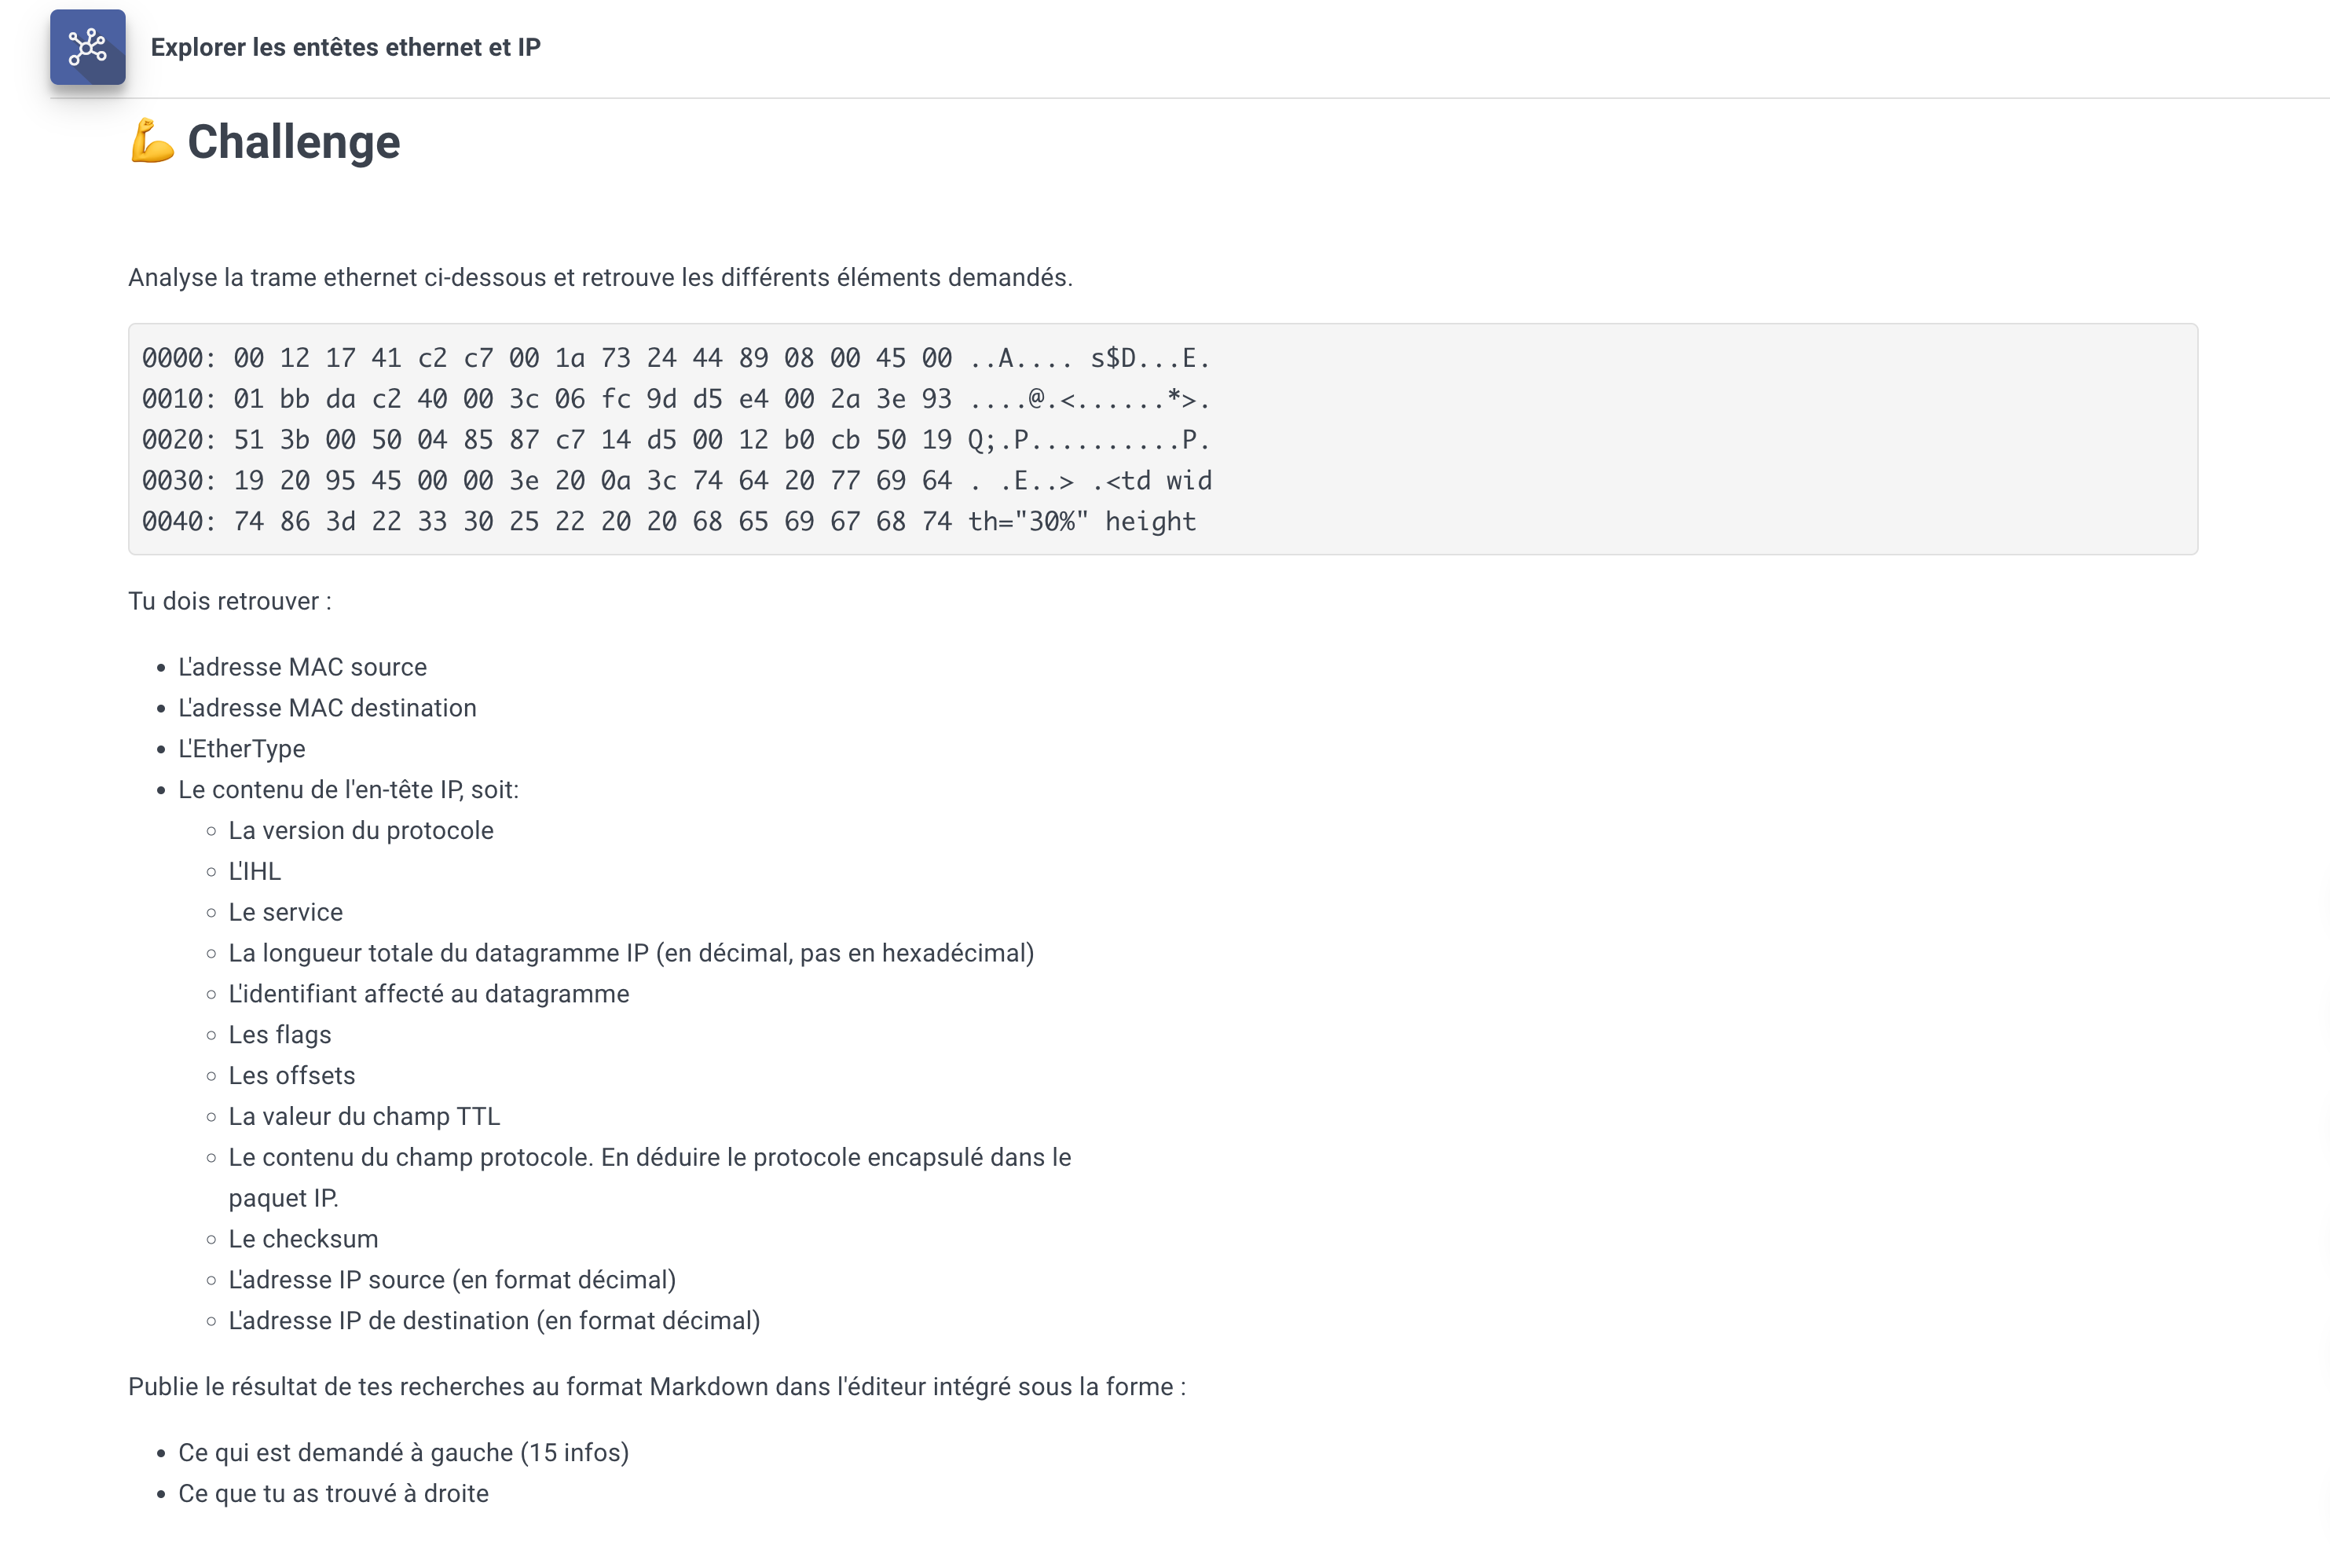 Explorer les entêtes ethernet et IP
💪 Challenge
Analyse la trame ethernet ci-dessous et retrouve les différents éléments demandés.
0000: 00 12 17 41 c2 c7 00 1a 73 24 44 89 08 00 45 00 ..A.... s$D...E.
0010: 01 bb da c2 40 00 3c 06 fc 9d d5 e4 00 2a 3e 93 ....@.<......*>.
0020: 51 3b 00 50 04 85 87 c7 14 d5 00 12 b0 cb 50 19 Q;.P..........P.
0030: 19 20 95 45 00 00 3e 20 0a 3c 74 64 20 77 69 64 . .E..> .<td wid
0040: 74 86 3d 22 33 30 25 22 20 20 68 65 69 67 68 74 th="30%" height
Tu dois retrouver :
• L'adresse MAC source
• L'adresse MAC destination
• L'EtherType
• Le contenu de l'en-tête IP, soit:
◦ La version du protocole
◦ L'IHL
◦ Le service
◦ La longueur totale du datagramme IP (en décimal, pas en hexadécimal)
◦ L'identifiant affecté au datagramme
◦ Les flags
◦ Les offsets
◦ La valeur du champ TTL
◦ Le contenu du champ protocole. En déduire le protocole encapsulé dans le
paquet IP.
◦ Le checksum
◦ L'adresse IP source (en format décimal)
◦ L'adresse IP de destination (en format décimal)
Publie le résultat de tes recherches au format Markdown dans l'éditeur intégré sous la forme :
• Ce qui est demandé à gauche (15 infos)
• Ce que tu as trouvé à droite